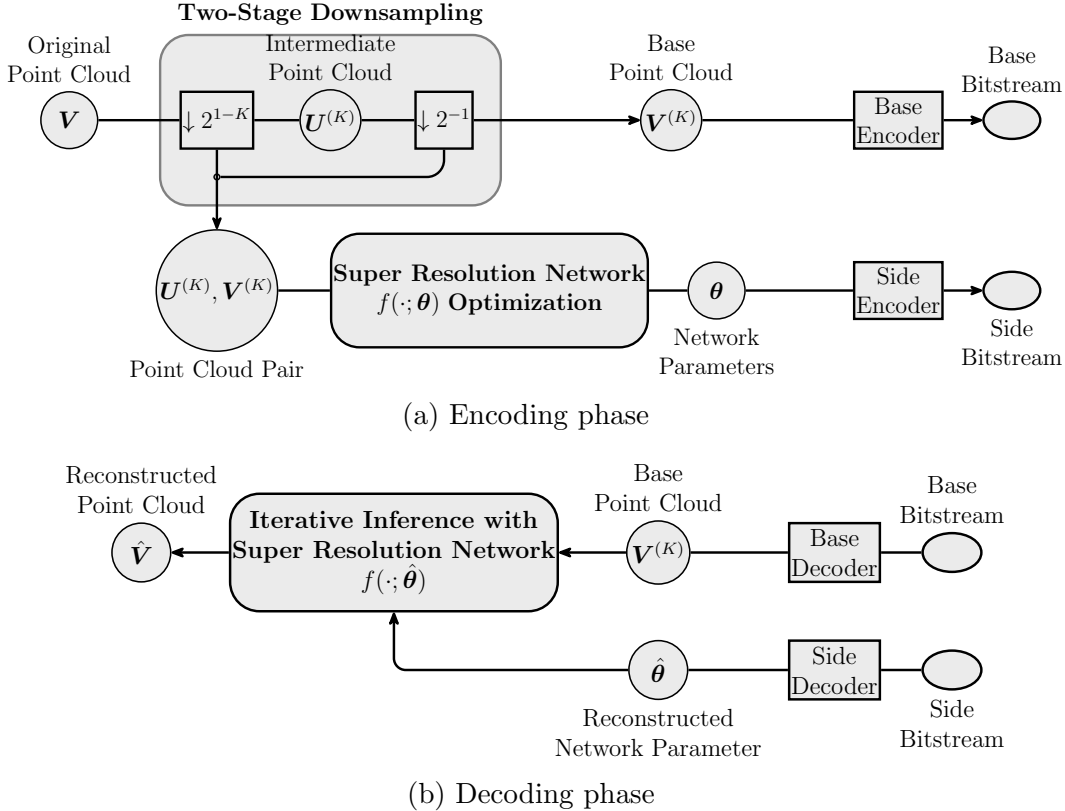 Two-Stage Downsampling
Original
Point Cloud
Intermediate
Point Cloud
Base
Point Cloud
Base
Bitstream
V
↓ 2^{1−K}
U^{(K)}
↓ 2^{−1}
V^{(K)}
Base
Encoder
U^{(K)}, V^{(K)}
Point Cloud Pair
Super Resolution Network
f(·; θ) Optimization
θ
Network
Parameters
Side
Encoder
Side
Bitstream
(a) Encoding phase
Reconstructed
Point Cloud
V̂
Iterative Inference with
Super Resolution Network
f(·; θ̂)
Base
Point Cloud
V^{(K)}
Base
Decoder
Base
Bitstream
θ̂
Reconstructed
Network Parameter
Side
Decoder
Side
Bitstream
(b) Decoding phase